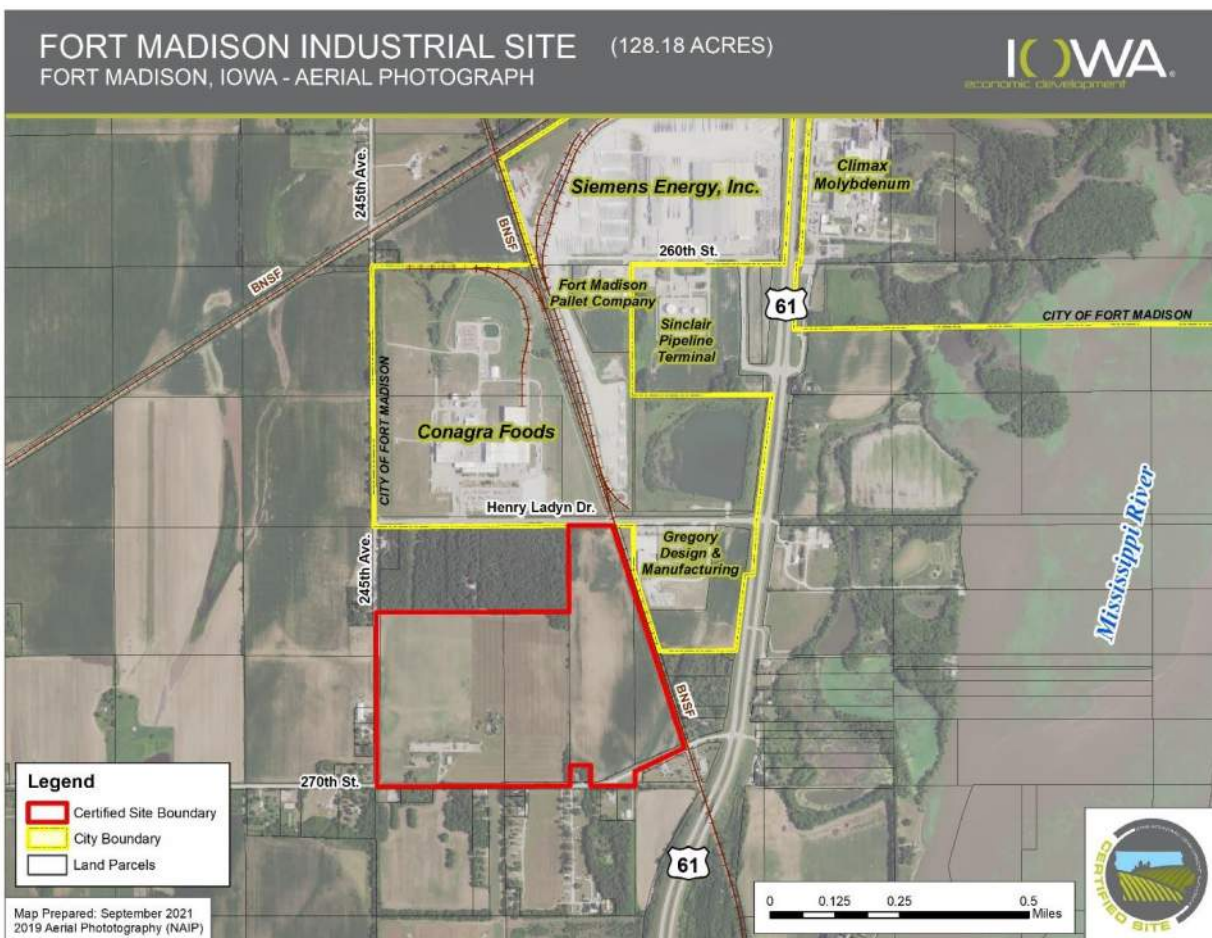 FORT MADISON INDUSTRIAL SITE (128.18 ACRES)
FORT MADISON, IOWA - AERIAL PHOTOGRAPH
IOWA
economic development
245th Ave.
BNSF
BNSF
Siemens Energy, Inc.
Climax
Molybdenum
260th St.
Fort Madison
Pallet Company
61
Sinclair
Pipeline
Terminal
CITY OF FORT MADISON
CITY OF FORT MADISON
Conagra Foods
Henry Ladyn Dr.
Gregory
Design &
Manufacturing
245th Ave.
Mississippi River
BNSF
270th St.
61
Legend
Certified Site Boundary
City Boundary
Land Parcels
Map Prepared: September 2021
2019 Aerial Phototography (NAIP)
0 0.125 0.25 0.5
Miles
CERTIFIED SITE